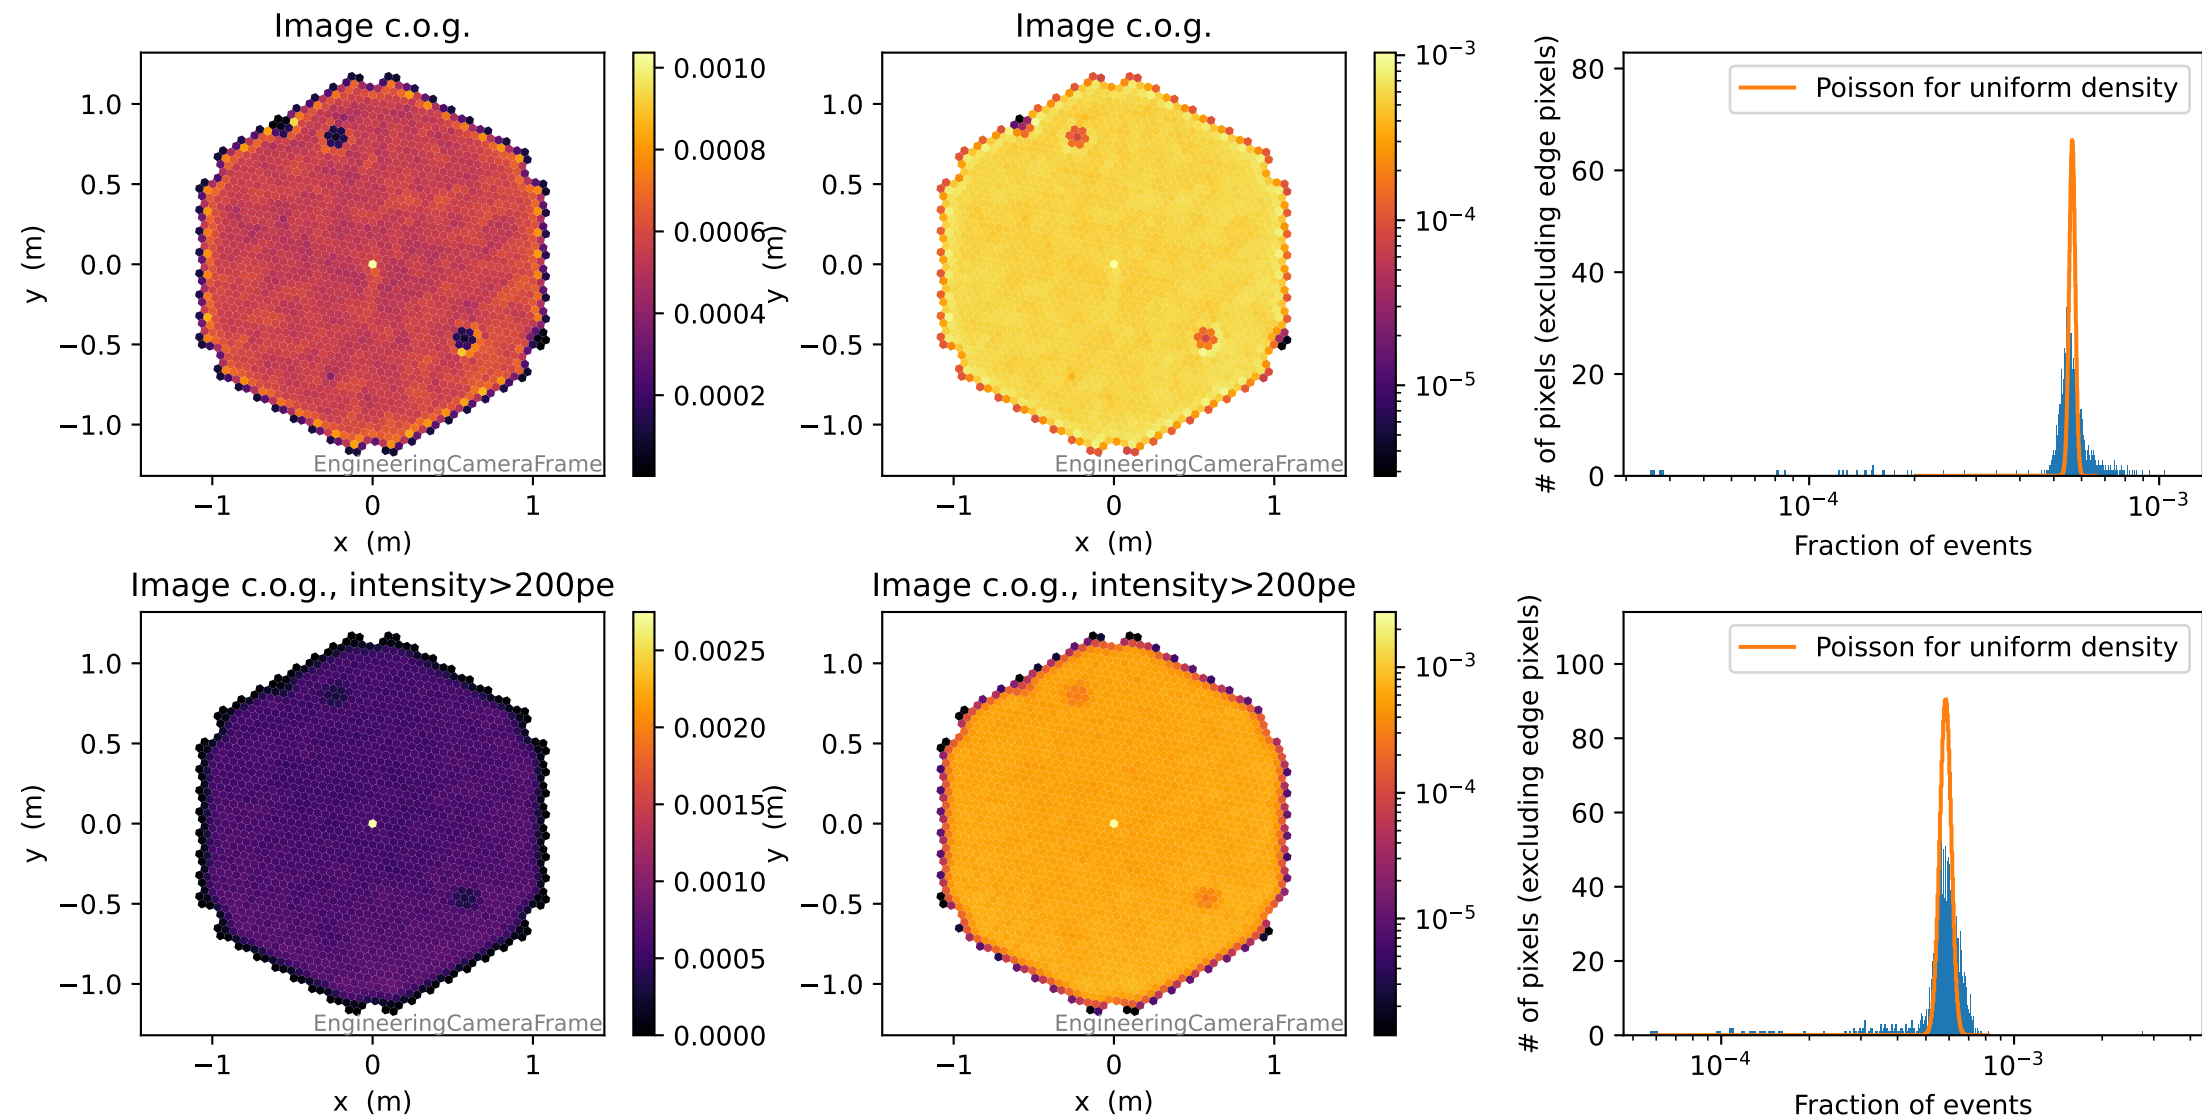 Image c.o.g.
1.0
0.5
0.0
−0.5
−1.0
y (m)
−1
0
1
x (m)
EngineeringCameraFrame
0.0010
0.0008
0.0006
0.0004
0.0002
Image c.o.g.
1.0
0.5
0.0
−0.5
−1.0
y (m)
−1
0
1
x (m)
EngineeringCameraFrame
10⁻³
10⁻⁴
10⁻⁵
# of pixels (excluding edge pixels)
80
60
40
20
0
Poisson for uniform density
10⁻⁴
10⁻³
Fraction of events
Image c.o.g., intensity>200pe
1.0
0.5
0.0
−0.5
−1.0
y (m)
−1
0
1
x (m)
EngineeringCameraFrame
0.0025
0.0020
0.0015
0.0010
0.0005
0.0000
Image c.o.g., intensity>200pe
1.0
0.5
0.0
−0.5
−1.0
y (m)
−1
0
1
x (m)
EngineeringCameraFrame
10⁻³
10⁻⁴
10⁻⁵
# of pixels (excluding edge pixels)
100
80
60
40
20
0
Poisson for uniform density
10⁻⁴
10⁻³
Fraction of events